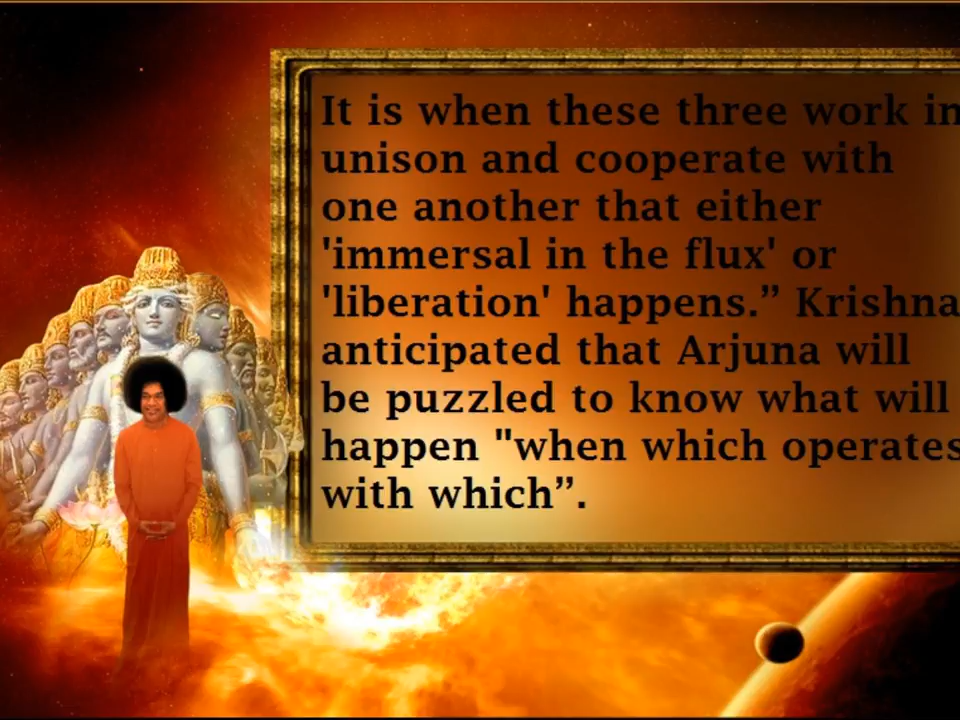 It is when these three work in
unison and cooperate with
one another that either
'immersal in the flux' or
'liberation' happens.” Krishna
anticipated that Arjuna will
be puzzled to know what will
happen "when which operates
with which”.